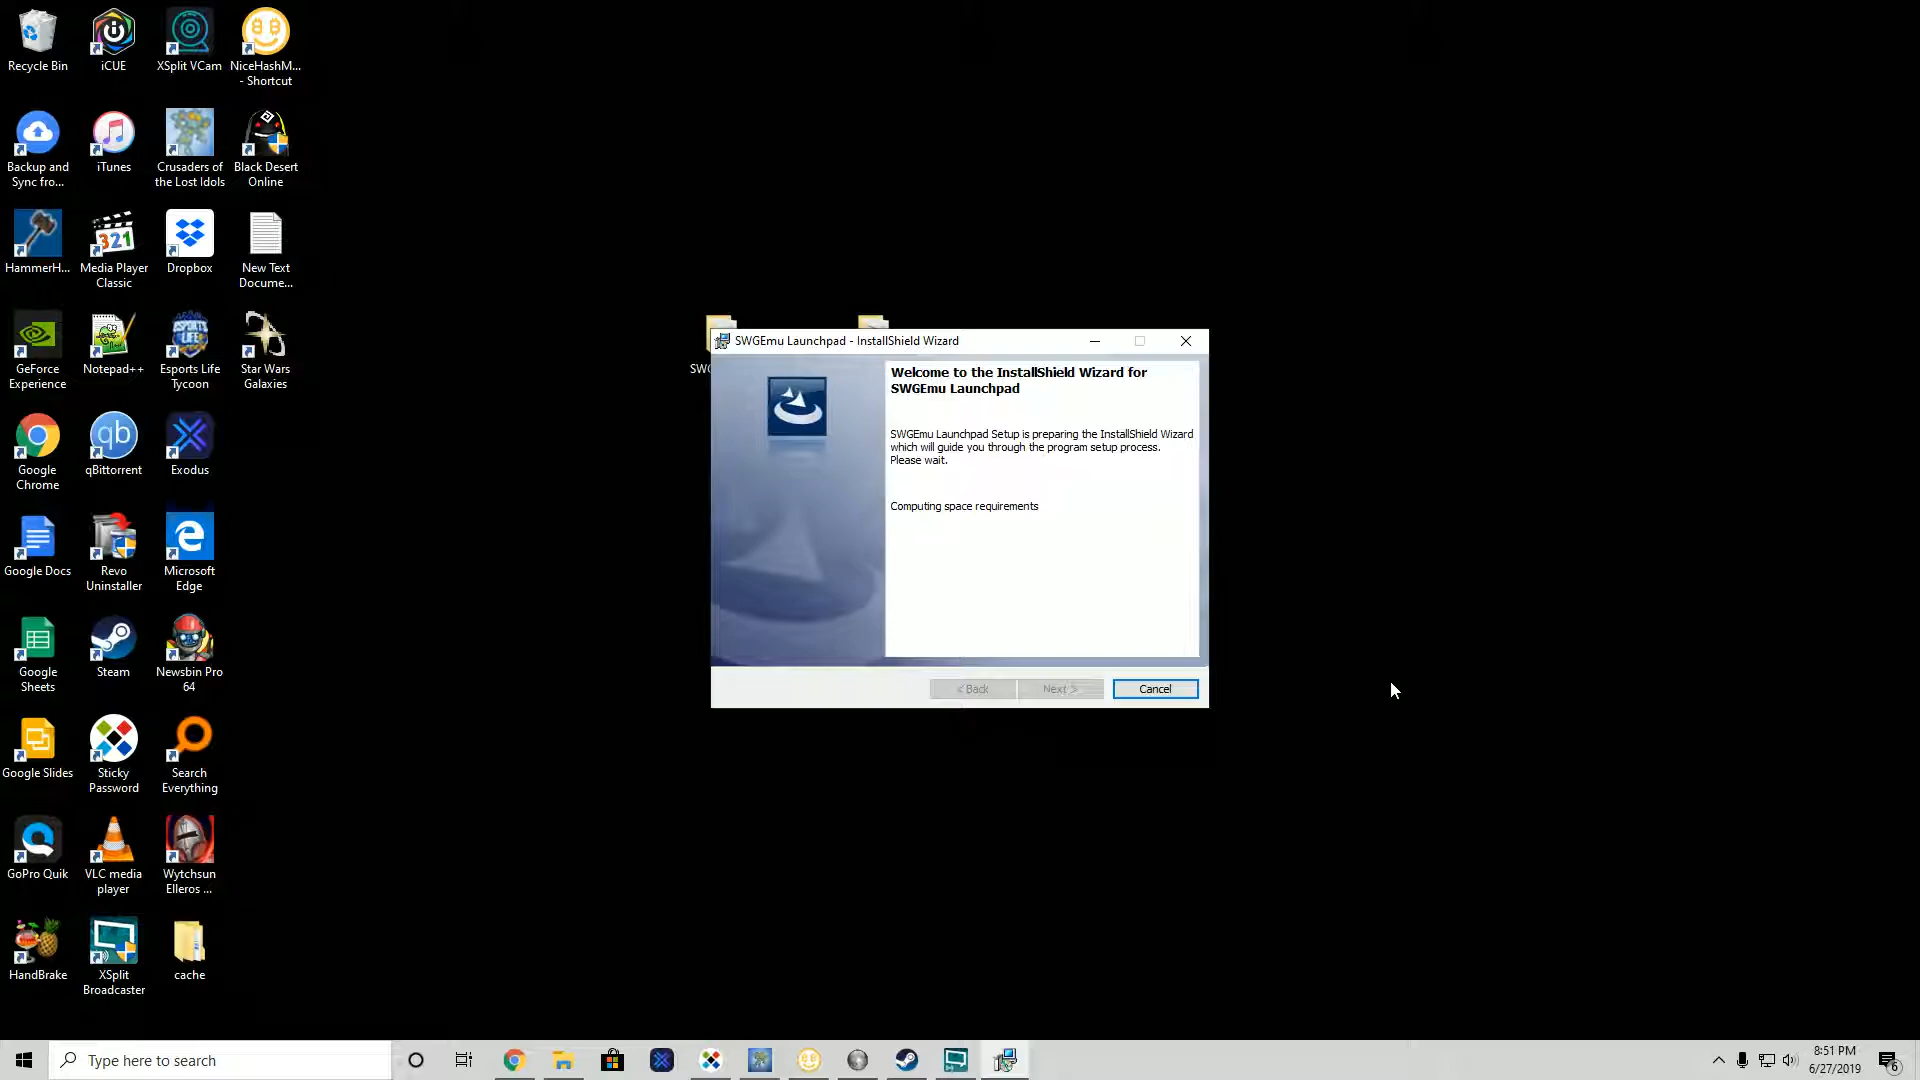 Recycle Bin
iCUE
XSplit VCam
NiceHashM...
- Shortcut
Backup and
Sync fro...
iTunes
Crusaders of
the Lost Idols
Black Desert
Online
HammerH...
321
Media Player
Classic
Dropbox
New Text
Docume...
GeForce
Experience
Notepad++
ESPORTS
LIFE
Esports Life
Tycoon
Star Wars
Galaxies
Google
Chrome
qb
qBittorrent
Exodus
Google Docs
Revo
Uninstaller
Microsoft
Edge
Google
Sheets
Steam
Newsbin Pro
64
Google Slides
Sticky
Password
Search
Everything
GoPro Quik
VLC media
player
Wytchsun
Elleros ...
HandBrake
XSplit
Broadcaster
cache
SWG
SWGEmu Launchpad - InstallShield Wizard
Welcome to the InstallShield Wizard for
SWGEmu Launchpad
SWGEmu Launchpad Setup is preparing the InstallShield Wizard
which will guide you through the program setup process.
Please wait.
Computing space requirements
< Back
Next >
Cancel
Type here to search
8:51 PM
6/27/2019
6